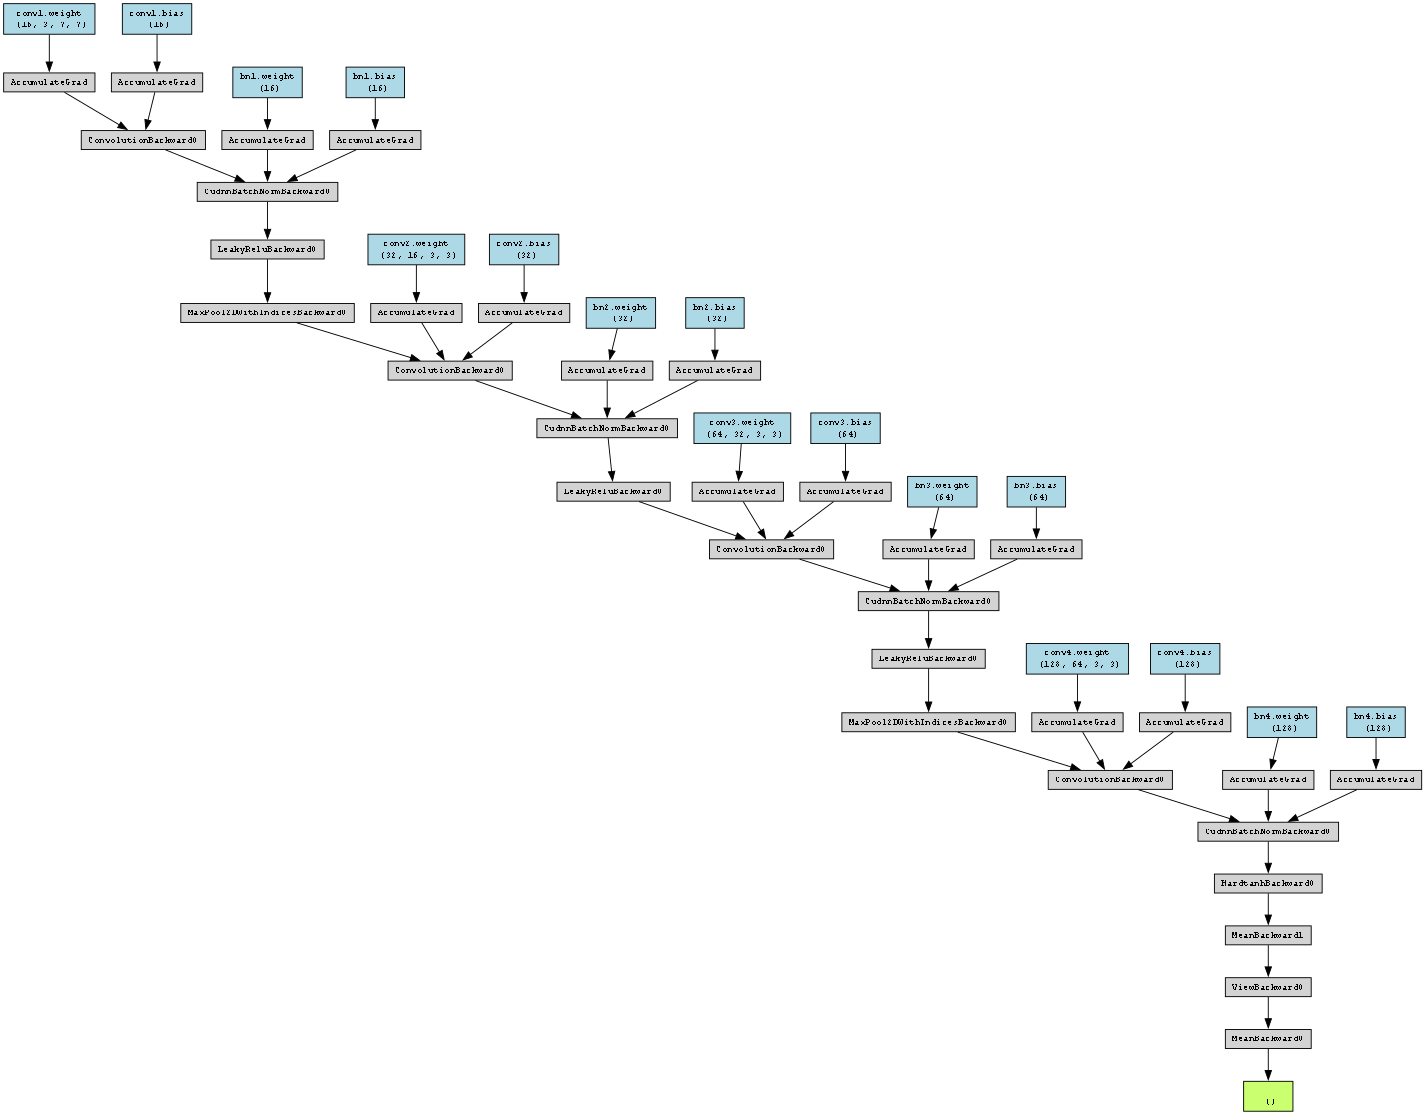 conv1.weight
(16, 3, 7, 7)
conv1.bias
(16)
AccumulateGrad
AccumulateGrad
bn1.weight
(16)
bn1.bias
(16)
ConvolutionBackward0
AccumulateGrad
AccumulateGrad
CudnnBatchNormBackward0
LeakyReluBackward0
conv2.weight
(32, 16, 3, 3)
conv2.bias
(32)
MaxPool2DWithIndicesBackward0
AccumulateGrad
AccumulateGrad
bn2.weight
(32)
bn2.bias
(32)
ConvolutionBackward0
AccumulateGrad
AccumulateGrad
CudnnBatchNormBackward0
conv3.weight
(64, 32, 3, 3)
conv3.bias
(64)
LeakyReluBackward0
AccumulateGrad
AccumulateGrad
bn3.weight
(64)
bn3.bias
(64)
ConvolutionBackward0
AccumulateGrad
AccumulateGrad
CudnnBatchNormBackward0
LeakyReluBackward0
conv4.weight
(128, 64, 3, 3)
conv4.bias
(128)
MaxPool2DWithIndicesBackward0
AccumulateGrad
AccumulateGrad
bn4.weight
(128)
bn4.bias
(128)
ConvolutionBackward0
AccumulateGrad
AccumulateGrad
CudnnBatchNormBackward0
HardtanhBackward0
MeanBackward1
ViewBackward0
MeanBackward0
()